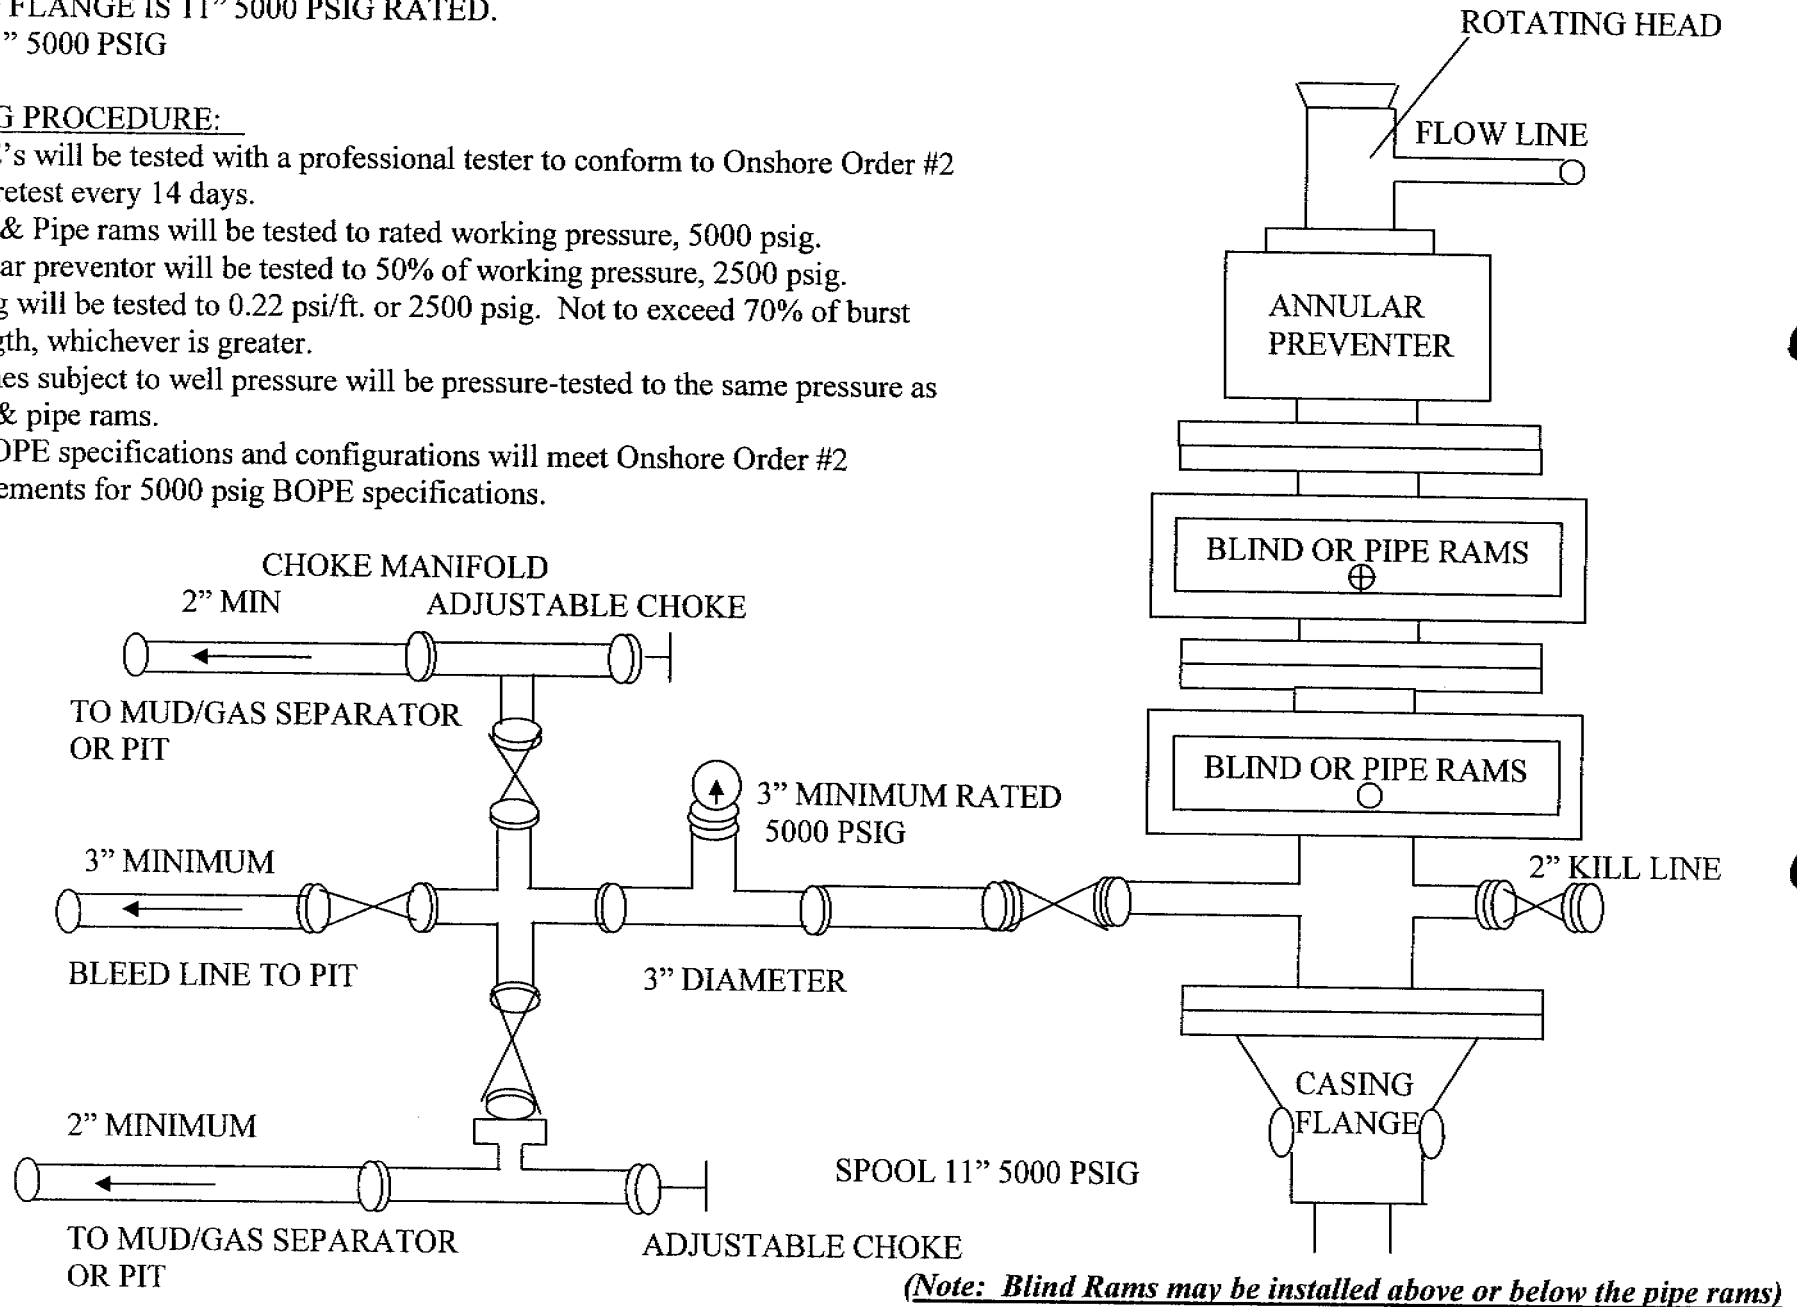 FLANGE IS 11” 5000 PSIG RATED.
” 5000 PSIG
G PROCEDURE:
’s will be tested with a professional tester to conform to Onshore Order #2
retest every 14 days.
& Pipe rams will be tested to rated working pressure, 5000 psig.
ar preventor will be tested to 50% of working pressure, 2500 psig.
g will be tested to 0.22 psi/ft. or 2500 psig.  Not to exceed 70% of burst
gth, whichever is greater.
es subject to well pressure will be pressure-tested to the same pressure as
& pipe rams.
OPE specifications and configurations will meet Onshore Order #2
ements for 5000 psig BOPE specifications.
ROTATING HEAD
FLOW LINE
ANNULAR
PREVENTER
BLIND OR PIPE RAMS
BLIND OR PIPE RAMS
CHOKE MANIFOLD
2” MIN
ADJUSTABLE CHOKE
TO MUD/GAS SEPARATOR
OR PIT
3” MINIMUM RATED
5000 PSIG
3” MINIMUM
2” KILL LINE
BLEED LINE TO PIT
3” DIAMETER
CASING
FLANGE
2” MINIMUM
SPOOL 11” 5000 PSIG
TO MUD/GAS SEPARATOR
OR PIT
ADJUSTABLE CHOKE
(Note:  Blind Rams may be installed above or below the pipe rams)